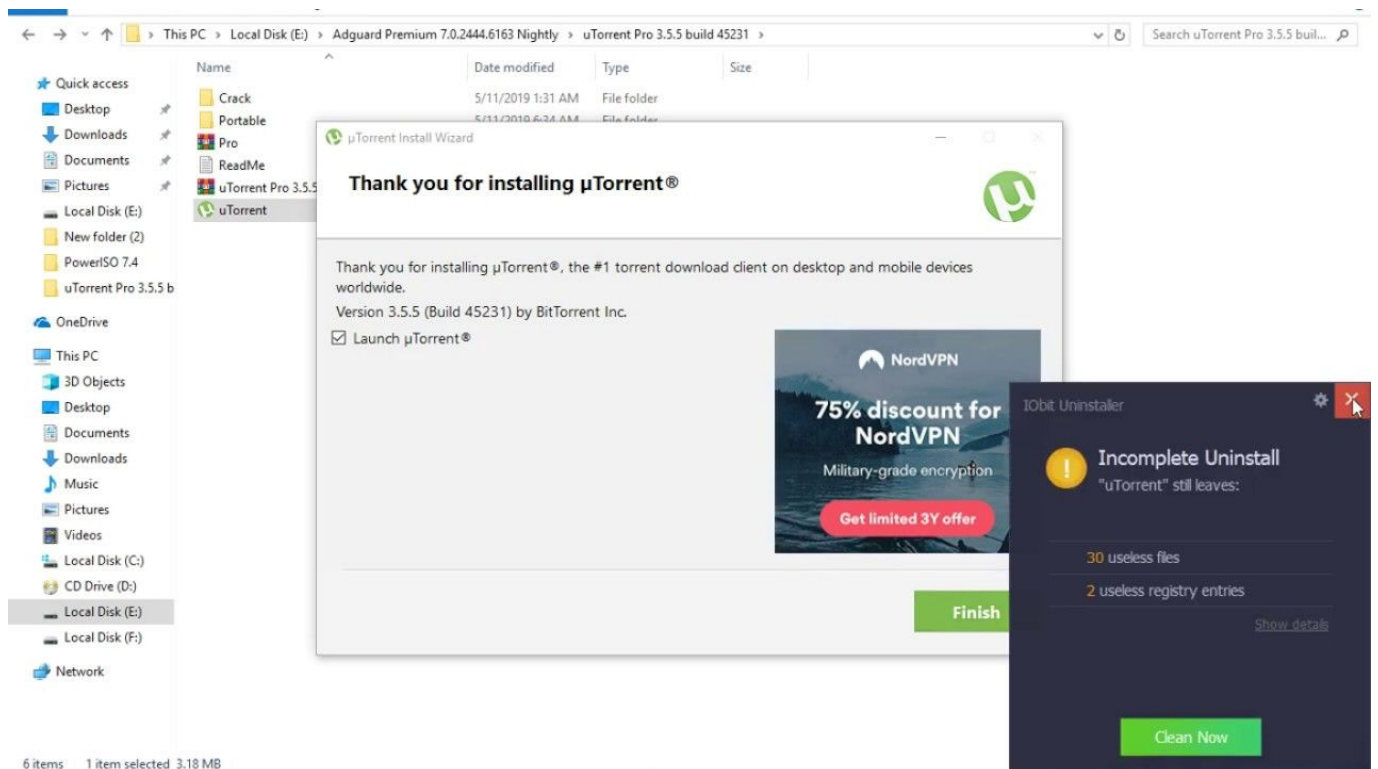 This PC > Local Disk (E:) > Adguard Premium 7.0.2444.6163 Nightly > uTorrent Pro 3.5.5 build 45231 >
Search uTorrent Pro 3.5.5 buil...
Name Date modified Type Size
Quick access
Desktop
Downloads
Documents
Pictures
Local Disk (E:)
New folder (2)
PowerISO 7.4
uTorrent Pro 3.5.5 b
OneDrive
This PC
3D Objects
Desktop
Documents
Downloads
Music
Pictures
Videos
Local Disk (C:)
CD Drive (D:)
Local Disk (E:)
Local Disk (F:)
Network
Crack 5/11/2019 1:31 AM File folder
Portable 5/11/2019 6:34 AM File folder
Pro
ReadMe
uTorrent Pro 3.5.5
uTorrent
µTorrent Install Wizard
Thank you for installing µTorrent®
Thank you for installing µTorrent®, the #1 torrent download client on desktop and mobile devices
worldwide.
Version 3.5.5 (Build 45231) by BitTorrent Inc.
Launch µTorrent®
NordVPN
75% discount for
NordVPN
Military-grade encryption
Get limited 3Y offer
Finish
IObit Uninstaller
Incomplete Uninstall
"uTorrent" still leaves:
30 useless files
2 useless registry entries
Show details
Clean Now
6 items 1 item selected 3.18 MB